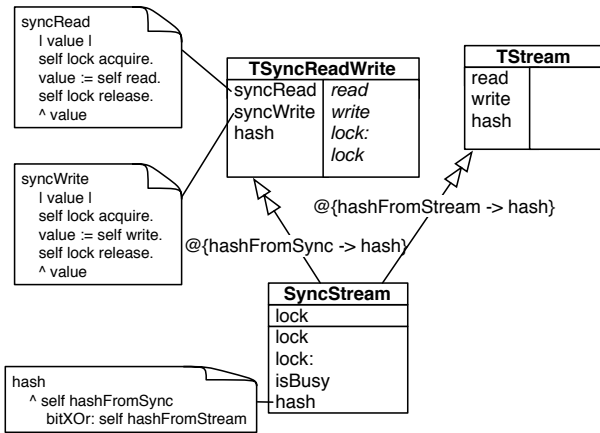 syncRead
| value |
self lock acquire.
value := self read.
self lock release.
^ value
syncWrite
| value |
self lock acquire.
value := self write.
self lock release.
^ value
TSyncReadWrite
syncRead read
syncWrite write
hash lock:
lock
TStream
read
write
hash
@{hashFromStream -> hash}
@{hashFromSync -> hash}
SyncStream
lock
lock
lock:
isBusy
hash
hash
^ self hashFromSync
bitXOr: self hashFromStream